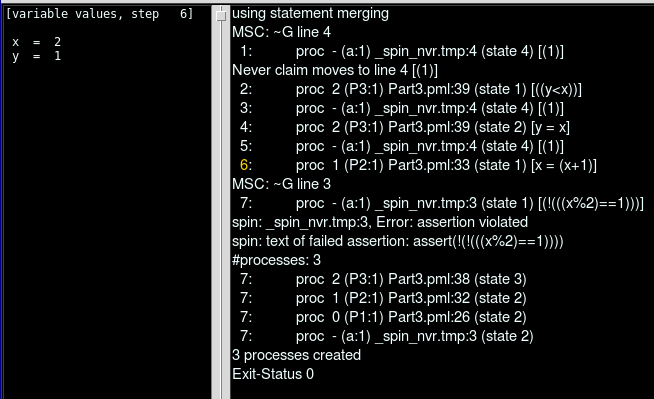 [variable values, step   6]
x  =  2
y  =  1
using statement merging
MSC: ~G line 4
1: proc  - (a:1) _spin_nvr.tmp:4 (state 4) [(1)]
Never claim moves to line 4 [(1)]
2: proc  2 (P3:1) Part3.pml:39 (state 1) [((y<x))]
3: proc  - (a:1) _spin_nvr.tmp:4 (state 4) [(1)]
4: proc  2 (P3:1) Part3.pml:39 (state 2) [y = x]
5: proc  - (a:1) _spin_nvr.tmp:4 (state 4) [(1)]
6: proc  1 (P2:1) Part3.pml:33 (state 1) [x = (x+1)]
MSC: ~G line 3
7: proc  - (a:1) _spin_nvr.tmp:3 (state 1) [(!(((x%2)==1)))]
spin: _spin_nvr.tmp:3, Error: assertion violated
spin: text of failed assertion: assert(!(!(((x%2)==1))))
#processes: 3
7: proc  2 (P3:1) Part3.pml:38 (state 3)
7: proc  1 (P2:1) Part3.pml:32 (state 2)
7: proc  0 (P1:1) Part3.pml:26 (state 2)
7: proc  - (a:1) _spin_nvr.tmp:3 (state 2)
3 processes created
Exit-Status 0